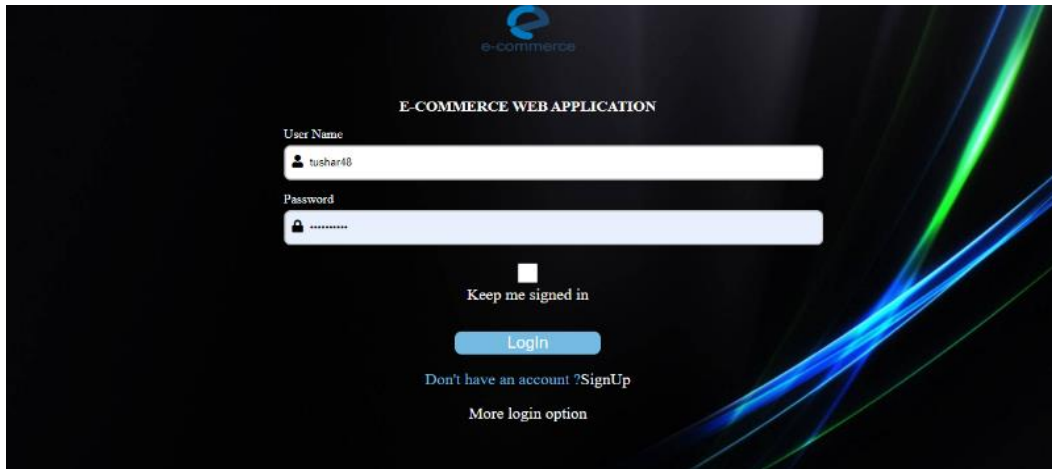 e-commerce
E-COMMERCE WEB APPLICATION
User Name
tushar48
Password
••••••••••
Keep me signed in
LogIn
Don't have an account ?SignUp
More login option